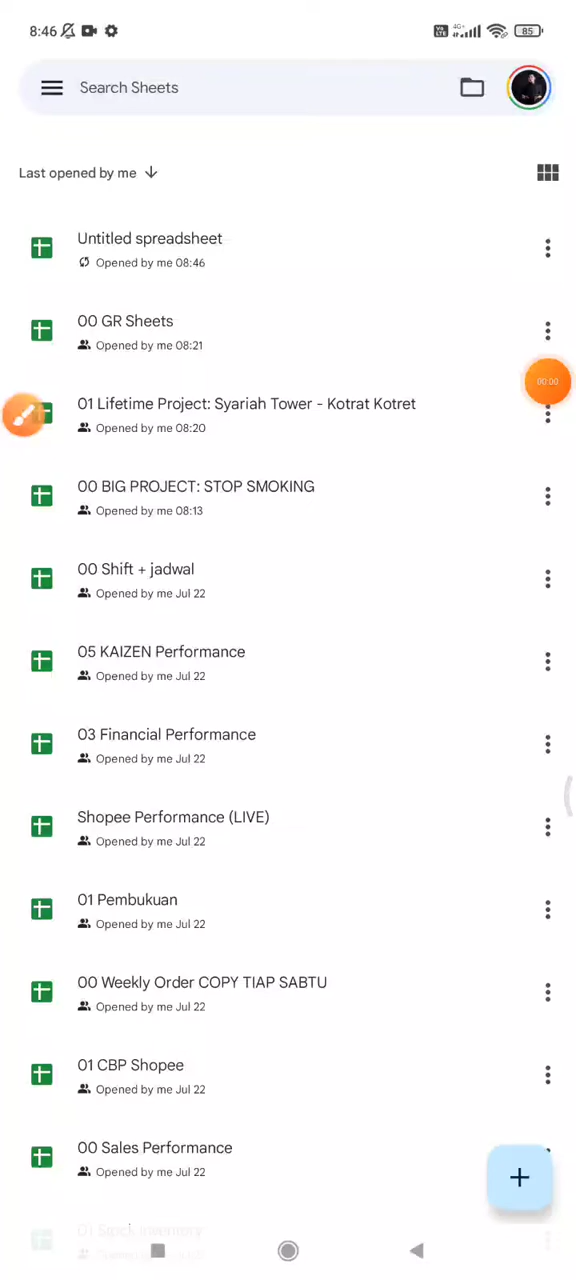 8:46
Vo
LTE
4G+
85
Search Sheets
Last opened by me
Untitled spreadsheet
Opened by me 08:46
00 GR Sheets
Opened by me 08:21
00:00
01 Lifetime Project: Syariah Tower - Kotrat Kotret
Opened by me 08:20
00 BIG PROJECT: STOP SMOKING
Opened by me 08:13
00 Shift + jadwal
Opened by me Jul 22
05 KAIZEN Performance
Opened by me Jul 22
03 Financial Performance
Opened by me Jul 22
Shopee Performance (LIVE)
Opened by me Jul 22
01 Pembukuan
Opened by me Jul 22
00 Weekly Order COPY TIAP SABTU
Opened by me Jul 22
01 CBP Shopee
Opened by me Jul 22
00 Sales Performance
Opened by me Jul 22
01 Stock Inventory